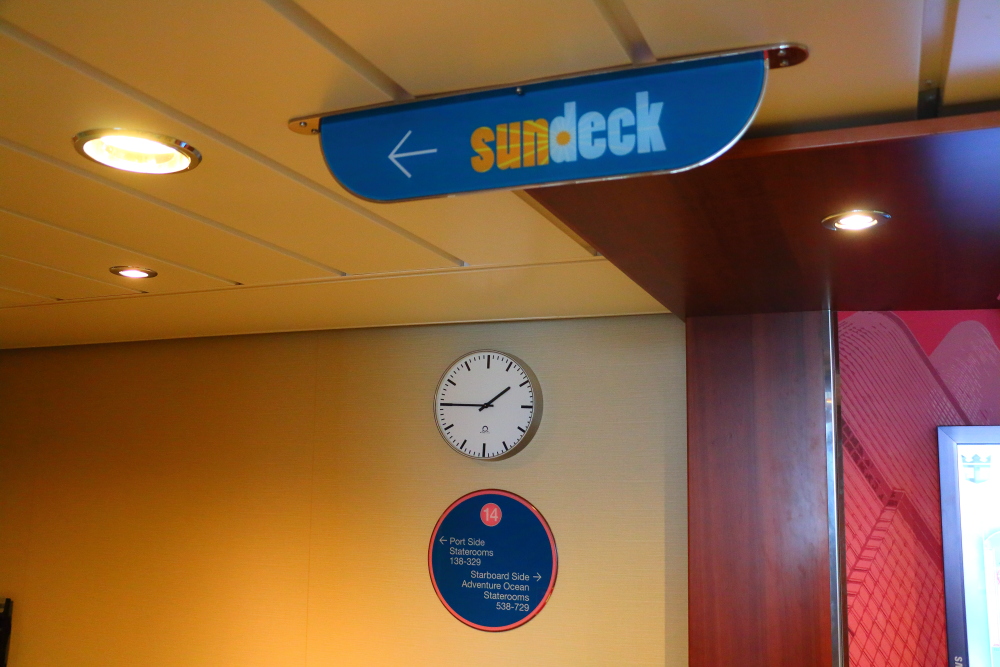 ← sundeck
14
← Port Side
Staterooms
138-329
Starboard Side →
Adventure Ocean
Staterooms
538-729